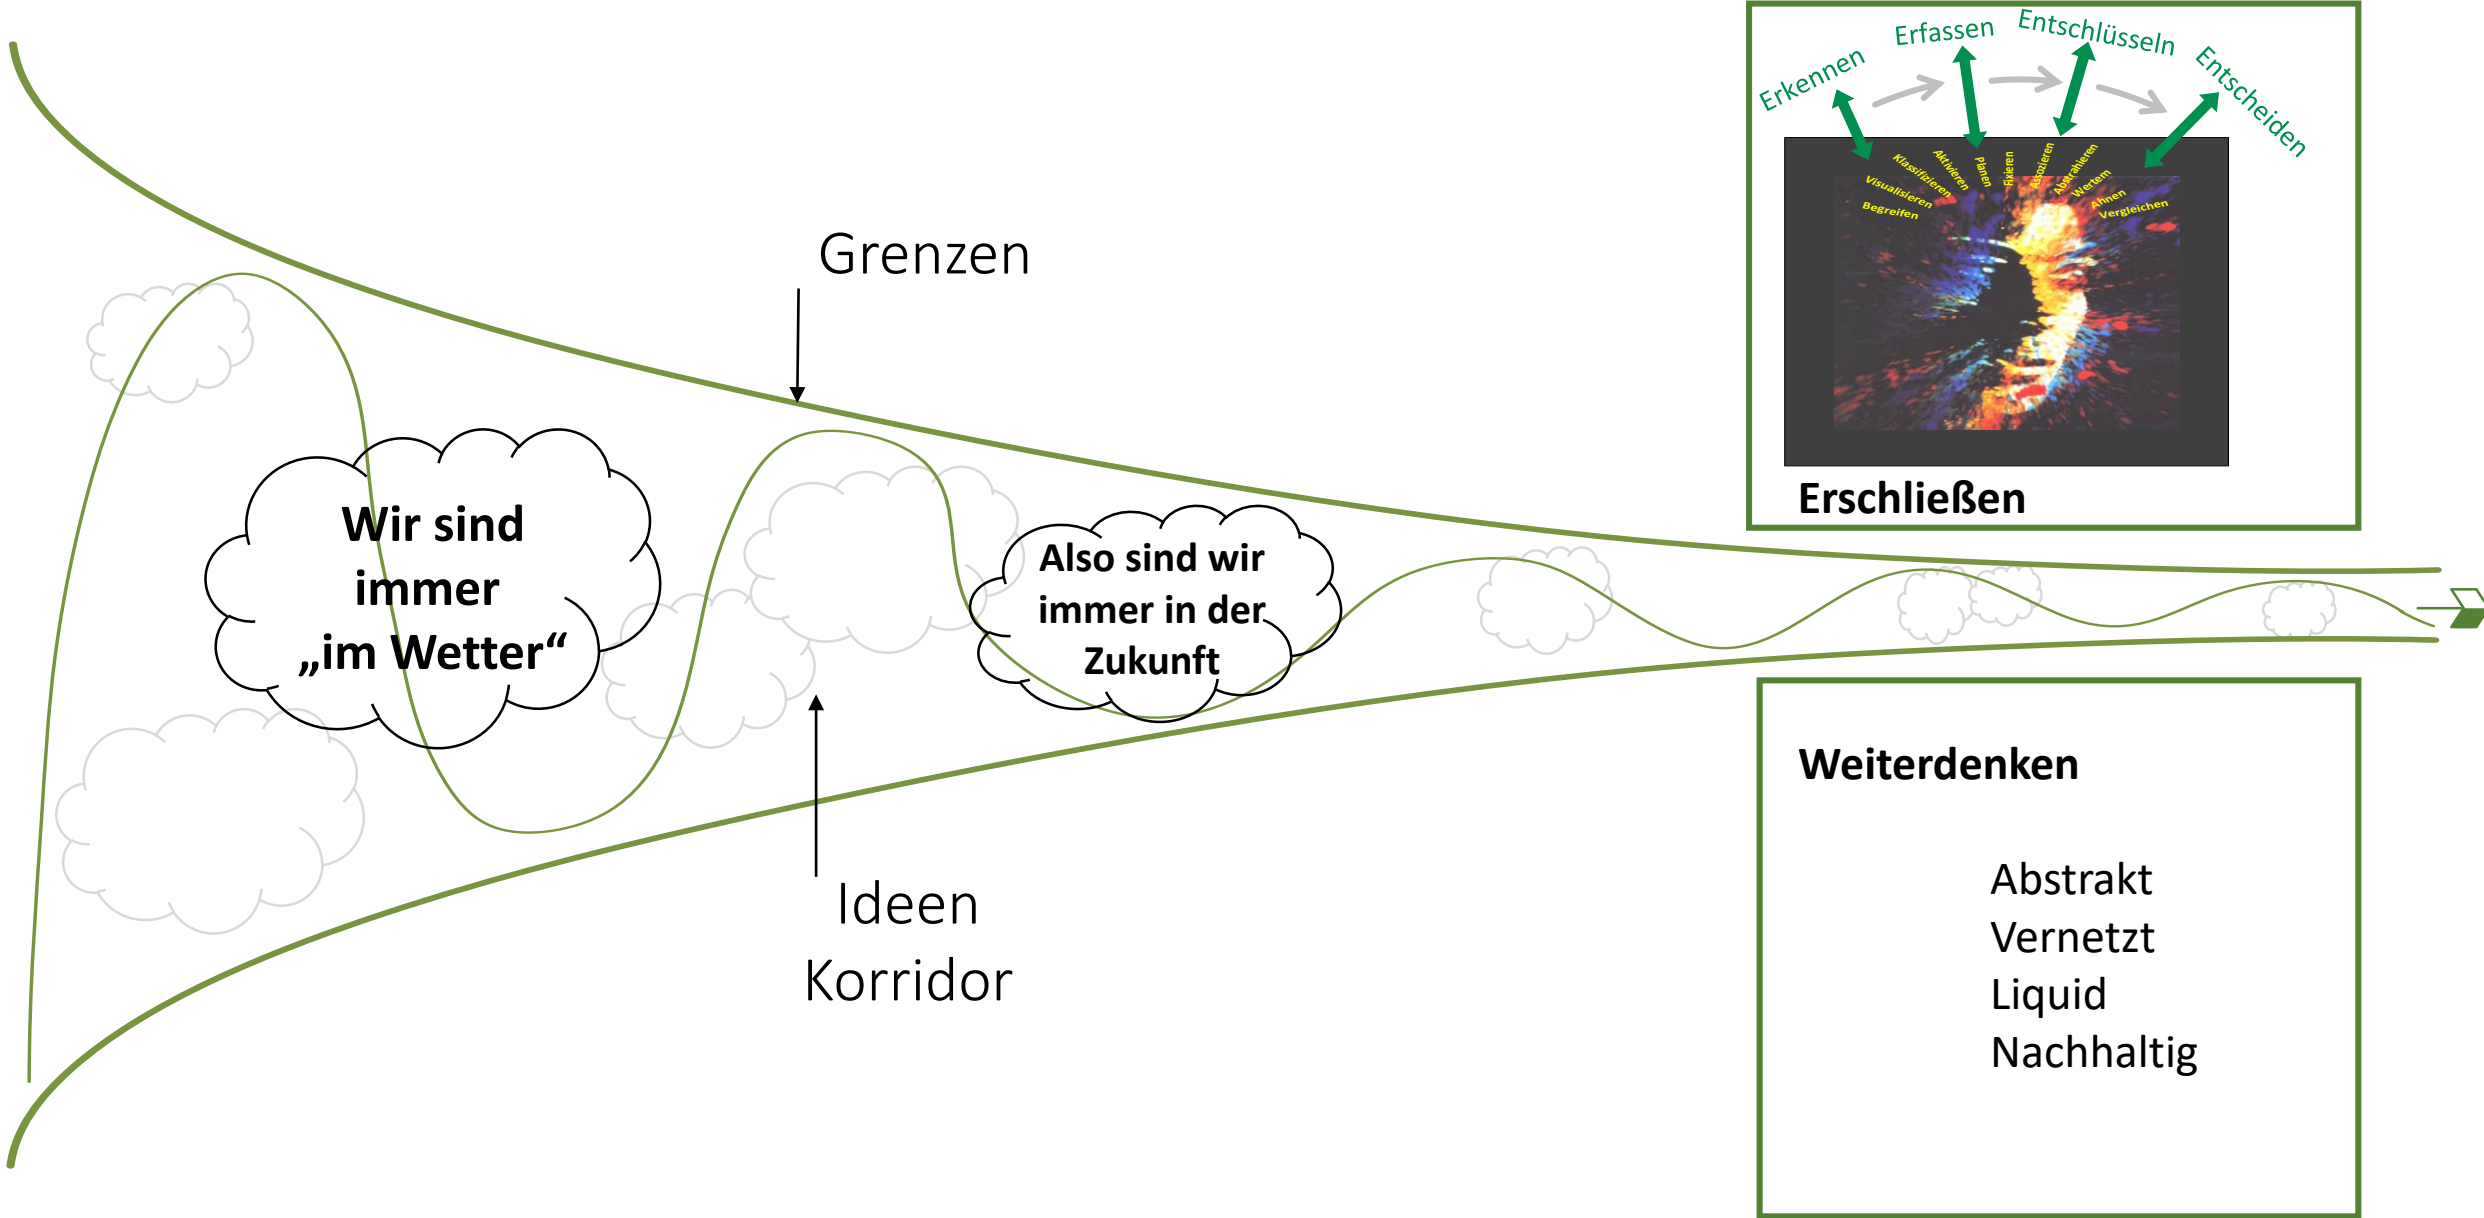 Grenzen
Wir sind
immer
„im Wetter“
Also sind wir
immer in der
Zukunft
Ideen
Korridor
Erkennen
Erfassen
Entschlüsseln
Entscheiden
Begreifen
Visualisieren
Klassifizieren
Aktivieren
Planen
Fixieren
Assozieren
Abstrahieren
Wertem
Ahnen
Vergleichen
Erschließen
Weiterdenken
Abstrakt
Vernetzt
Liquid
Nachhaltig